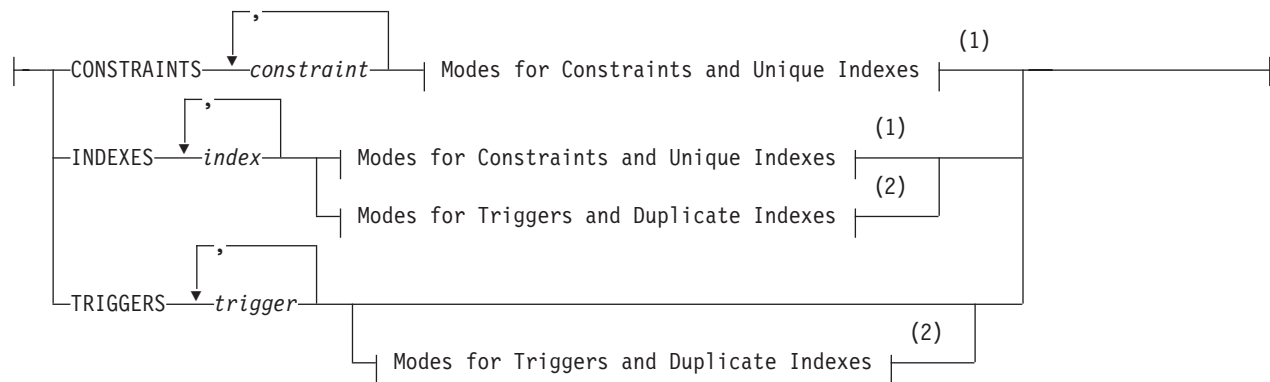 ,
(1)
CONSTRAINTS constraint Modes for Constraints and Unique Indexes
,
(1)
INDEXES index Modes for Constraints and Unique Indexes
(2)
Modes for Triggers and Duplicate Indexes
,
TRIGGERS trigger
(2)
Modes for Triggers and Duplicate Indexes